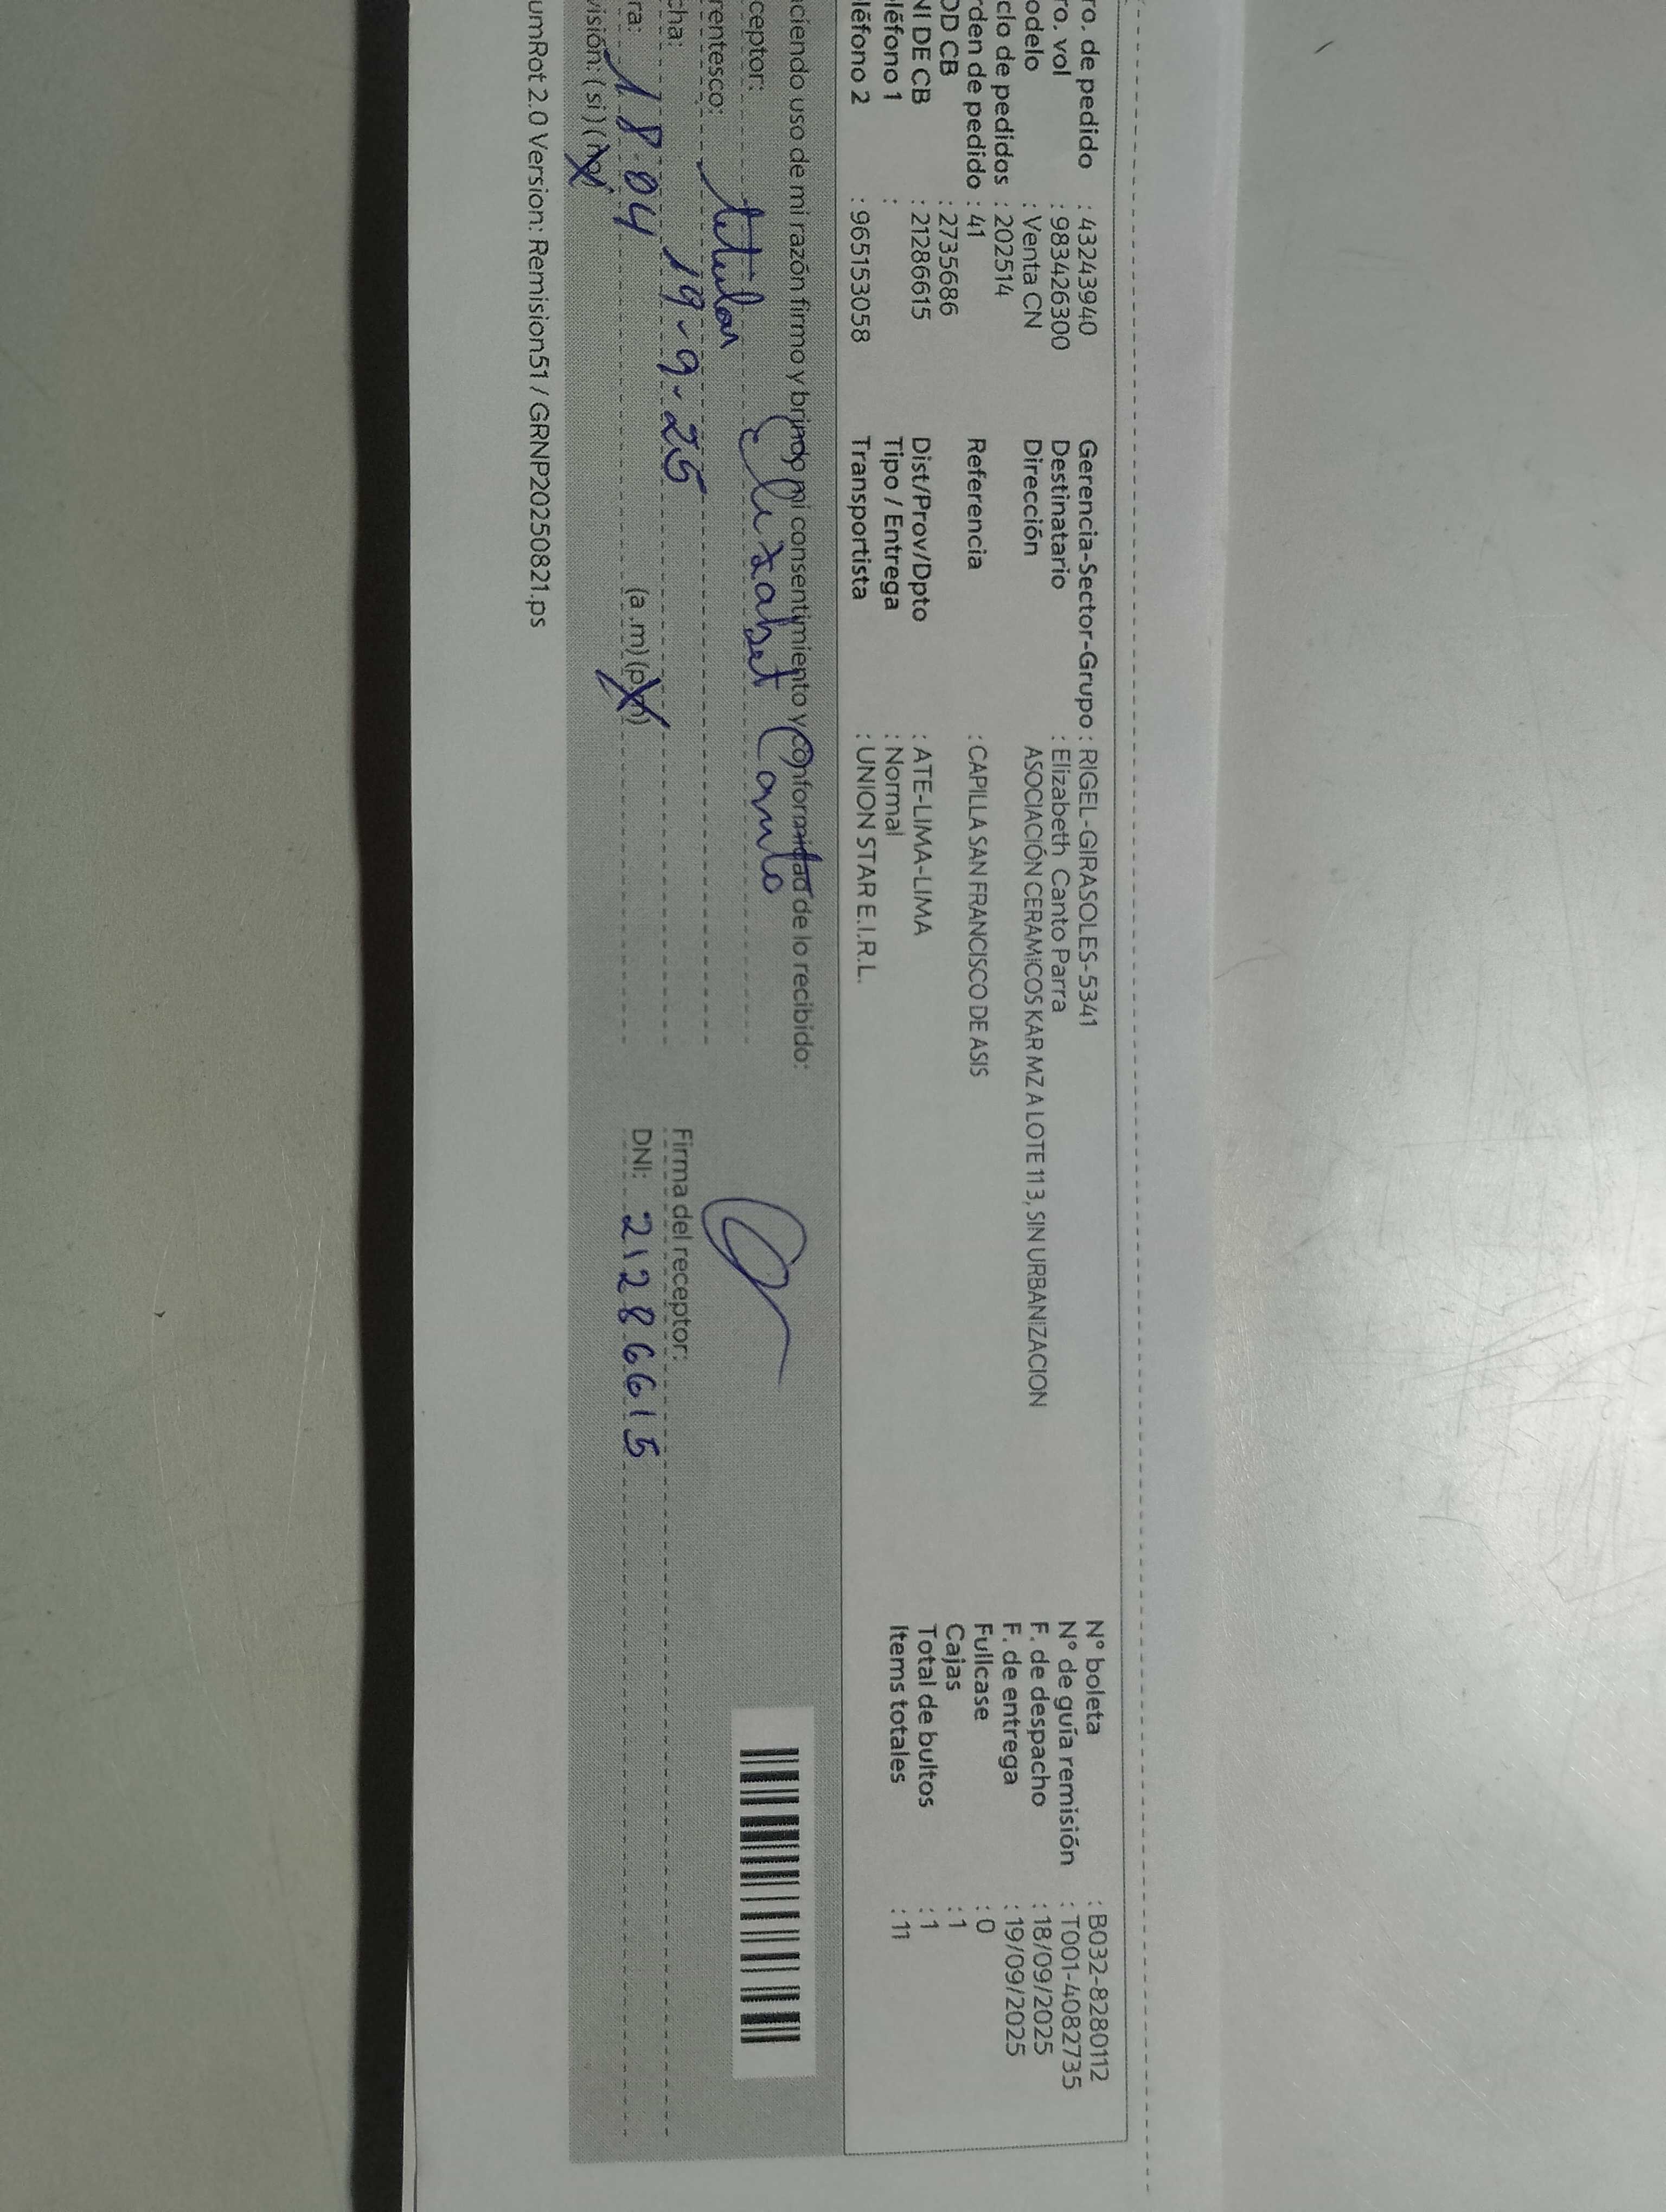 ro. de pedido : 43243940
ro. vol : 983426300
odelo : Venta CN
clo de pedidos : 202514
rden de pedido : 41
OD CB : 2735686
NI DE CB : 21286615
léfono 1 :
léfono 2 : 965153058
Gerencia-Sector-Grupo : RIGEL-GIRASOLES-5341
Destinatario : Elizabeth Canto Parra
Dirección ASOCIACIÓN CERAMICOS KAR MZ A LOTE 11 3, SIN URBANIZACION
Referencia : CAPILLA SAN FRANCISCO DE ASIS
Dist/Prov/Dpto : ATE-LIMA-LIMA
Tipo / Entrega : Normal
Transportista : UNION STAR E.I.R.L.
N° boleta : B032-8280112
N° de guía remisión : T001-4082735
F. de despacho : 18/09/2025
F. de entrega : 19/09/2025
Fullcase : 0
Cajas : 1
Total de bultos : 1
Items totales : 11
aciendo uso de mi razón firmo y brindo mi consentimiento y conformidad de lo recibido:
ceptor: Elizabet Canto
rentesco: titular
cha: 19-9-25
ra: 18 04 (a.m) (p.m)
visión: (si) (no)
Firma del receptor:
DNI: 21286615
umRot 2.0 Version: Remision51 / GRNP20250821.ps